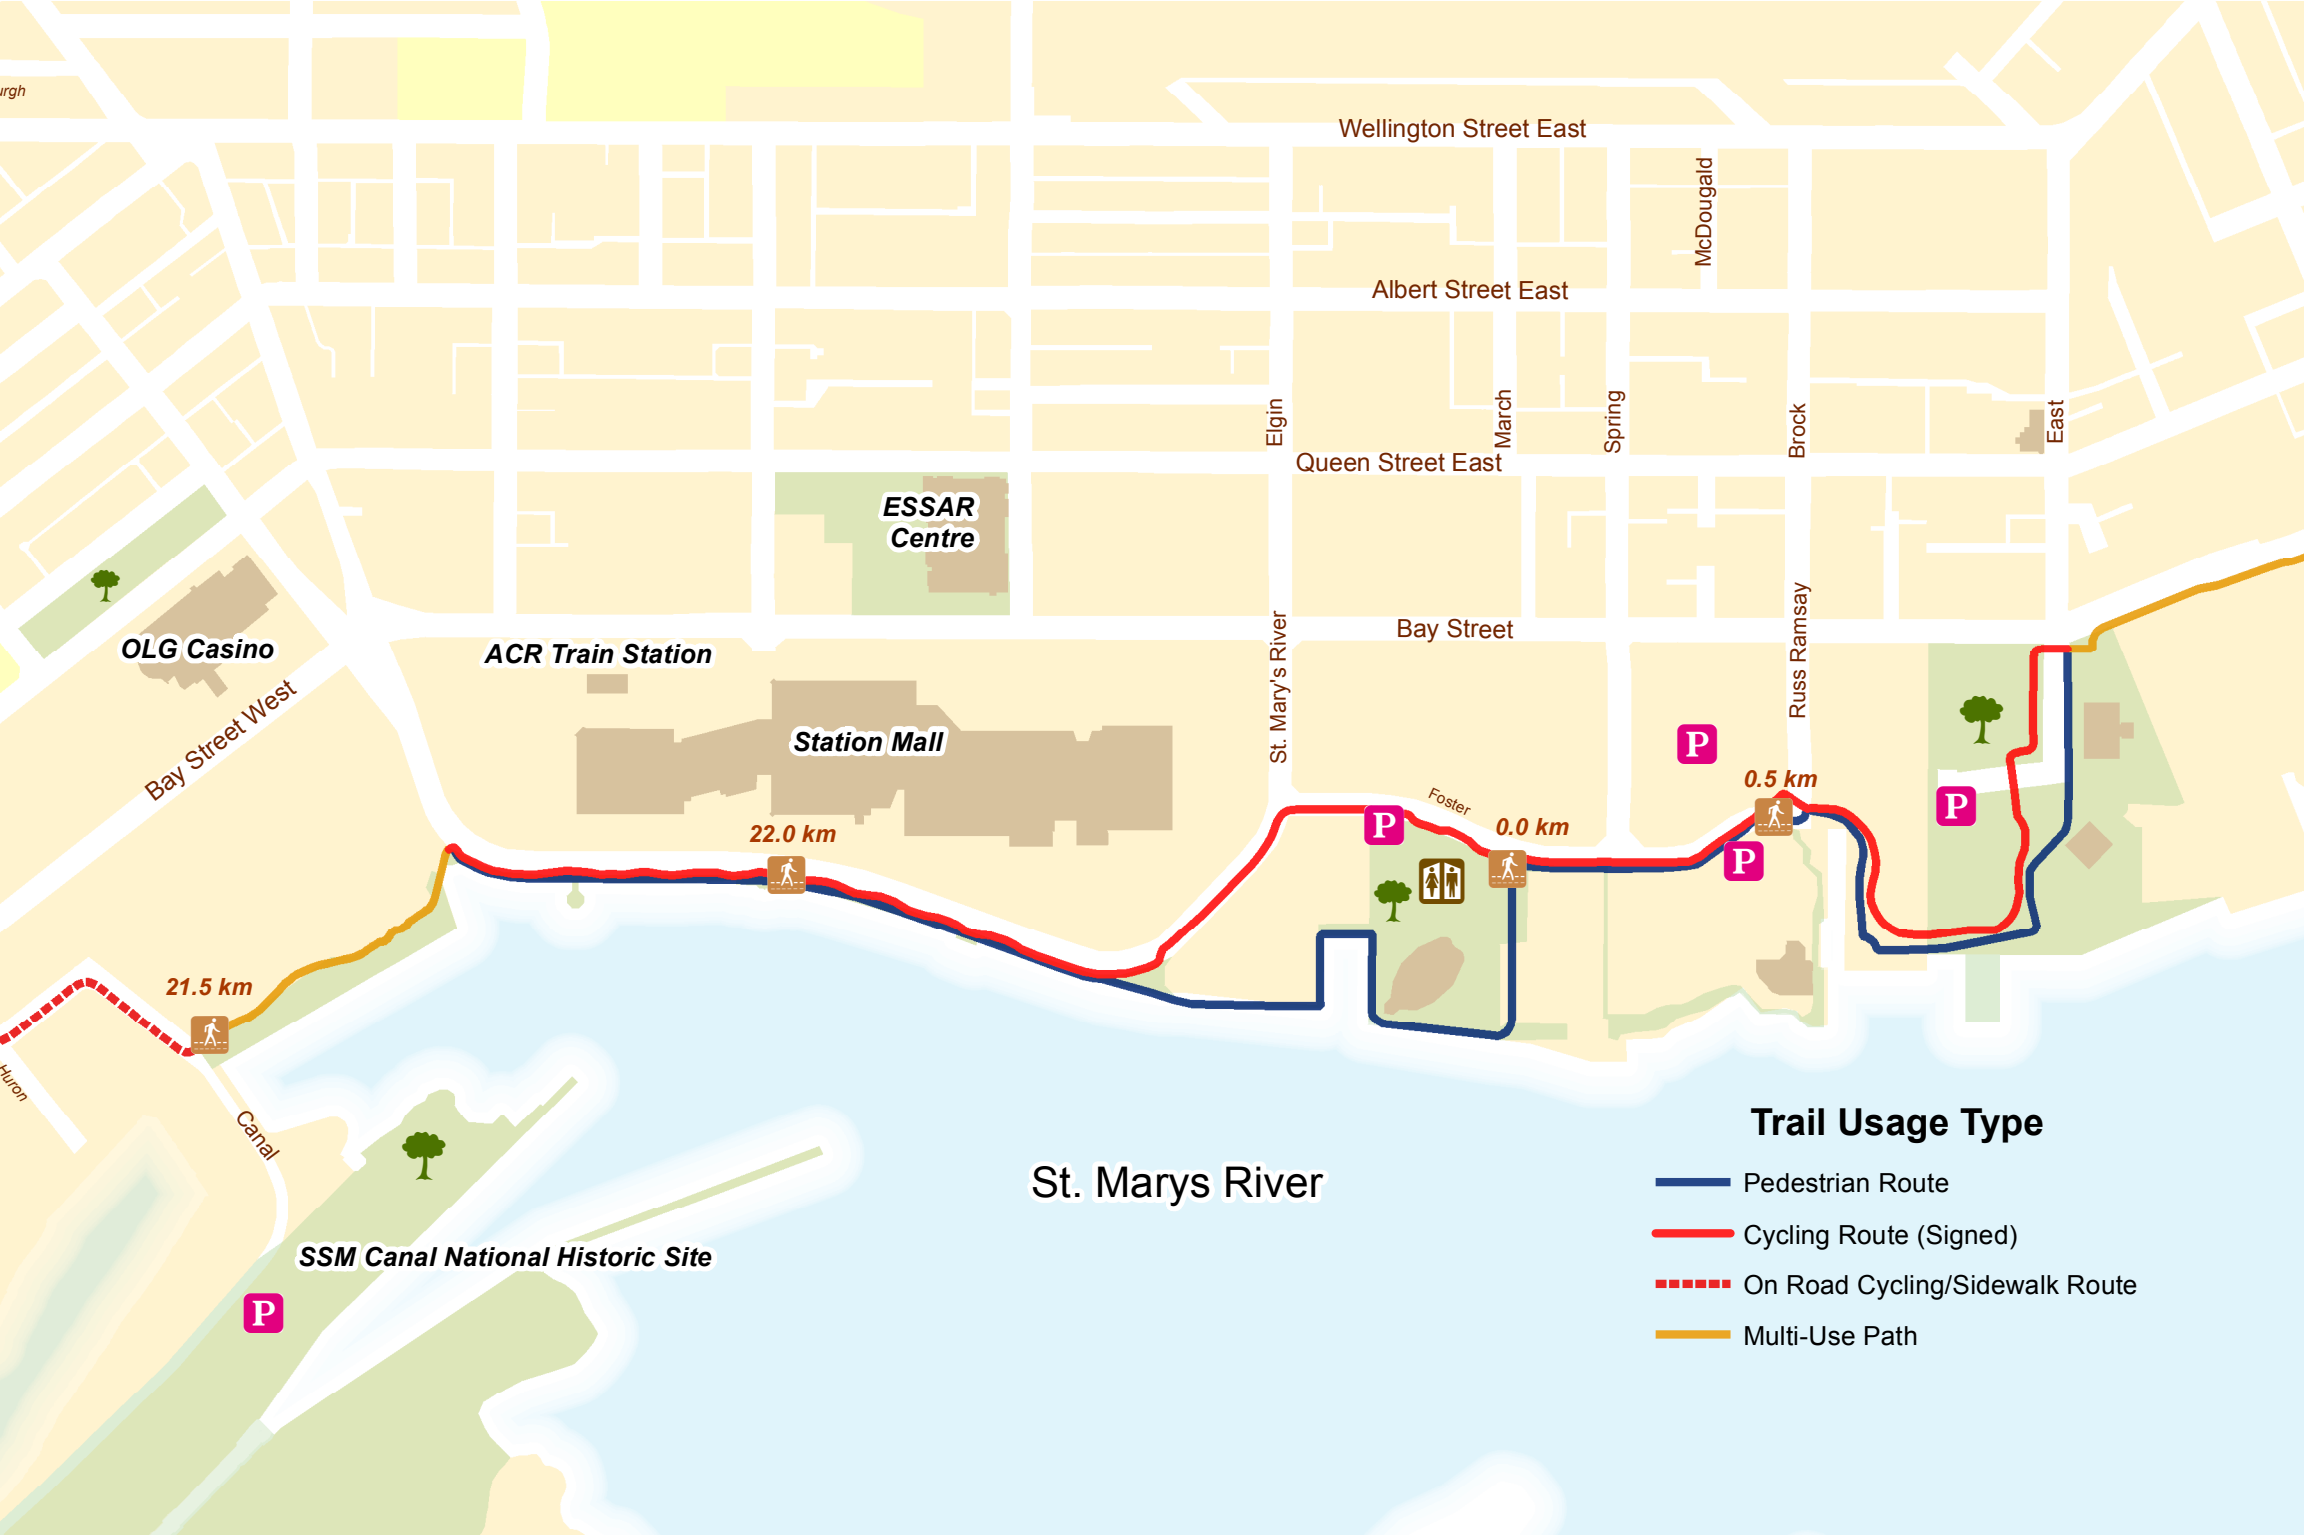 urgh
Wellington Street East
McDougald
Albert Street East
Elgin
March
Spring
Brock
East
Queen Street East
ESSAR
Centre
Bay Street
St. Mary's River
Russ Ramsay
OLG Casino
ACR Train Station
Bay Street West
Station Mall
P
0.5 km
Foster
P
P
0.0 km
22.0 km
P
21.5 km
Huron
Canal
St. Marys River
SSM Canal National Historic Site
P
Trail Usage Type
Pedestrian Route
Cycling Route (Signed)
On Road Cycling/Sidewalk Route
Multi-Use Path